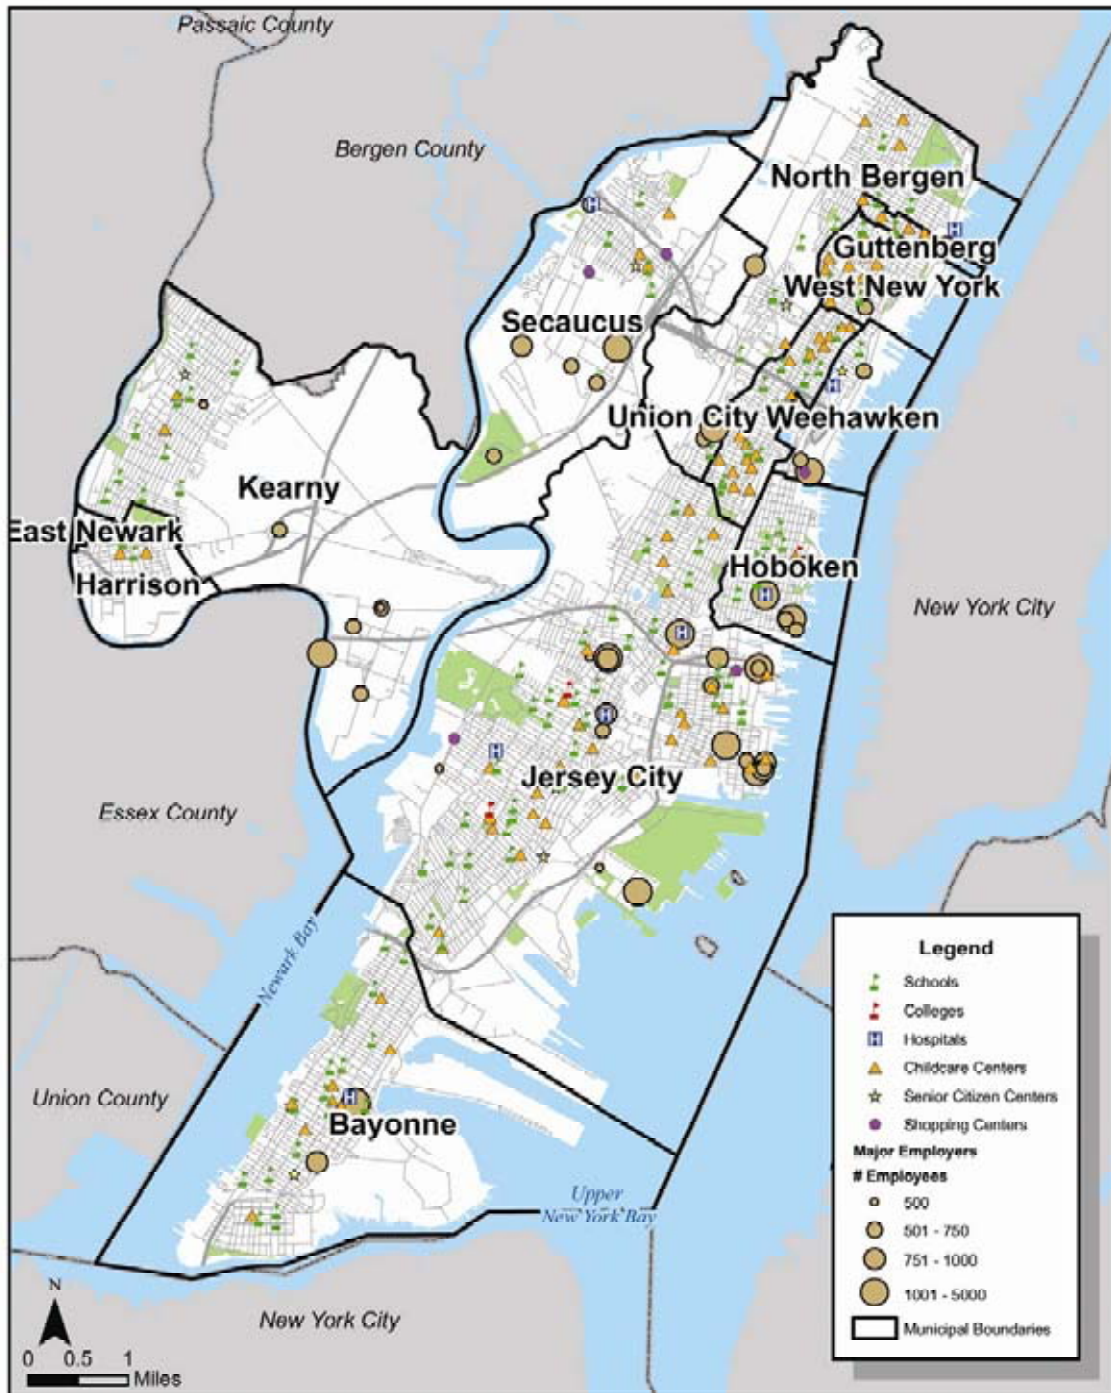 Passaic County
Bergen County
North Bergen
Guttenberg
West New York
Secaucus
Union City Weehawken
Kearny
East Newark
Harrison
Hoboken
New York City
Jersey City
Essex County
Newark Bay
Union County
Bayonne
Upper
New York Bay
New York City
N
0 0.5 1
Miles
Legend
Schools
Colleges
H Hospitals
Childcare Centers
Senior Citizen Centers
Shopping Centers
Major Employers
# Employees
500
501 - 750
751 - 1000
1001 - 5000
Municipal Boundaries